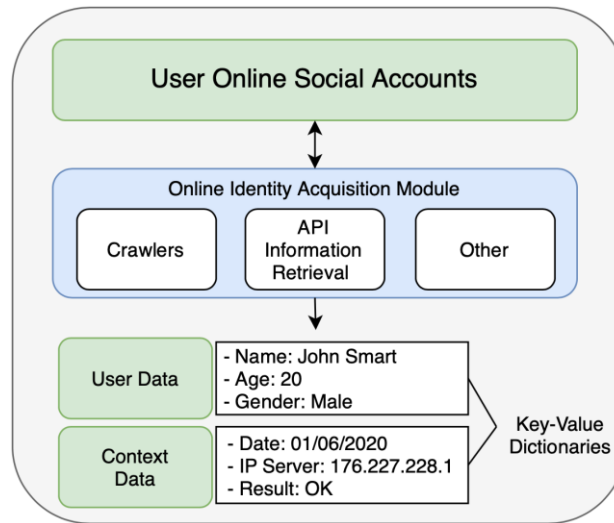 User Online Social Accounts
Online Identity Acquisition Module
Crawlers
API
Information
Retrieval
Other
User Data
- Name: John Smart
- Age: 20
- Gender: Male
Context
Data
- Date: 01/06/2020
- IP Server: 176.227.228.1
- Result: OK
Key-Value
Dictionaries